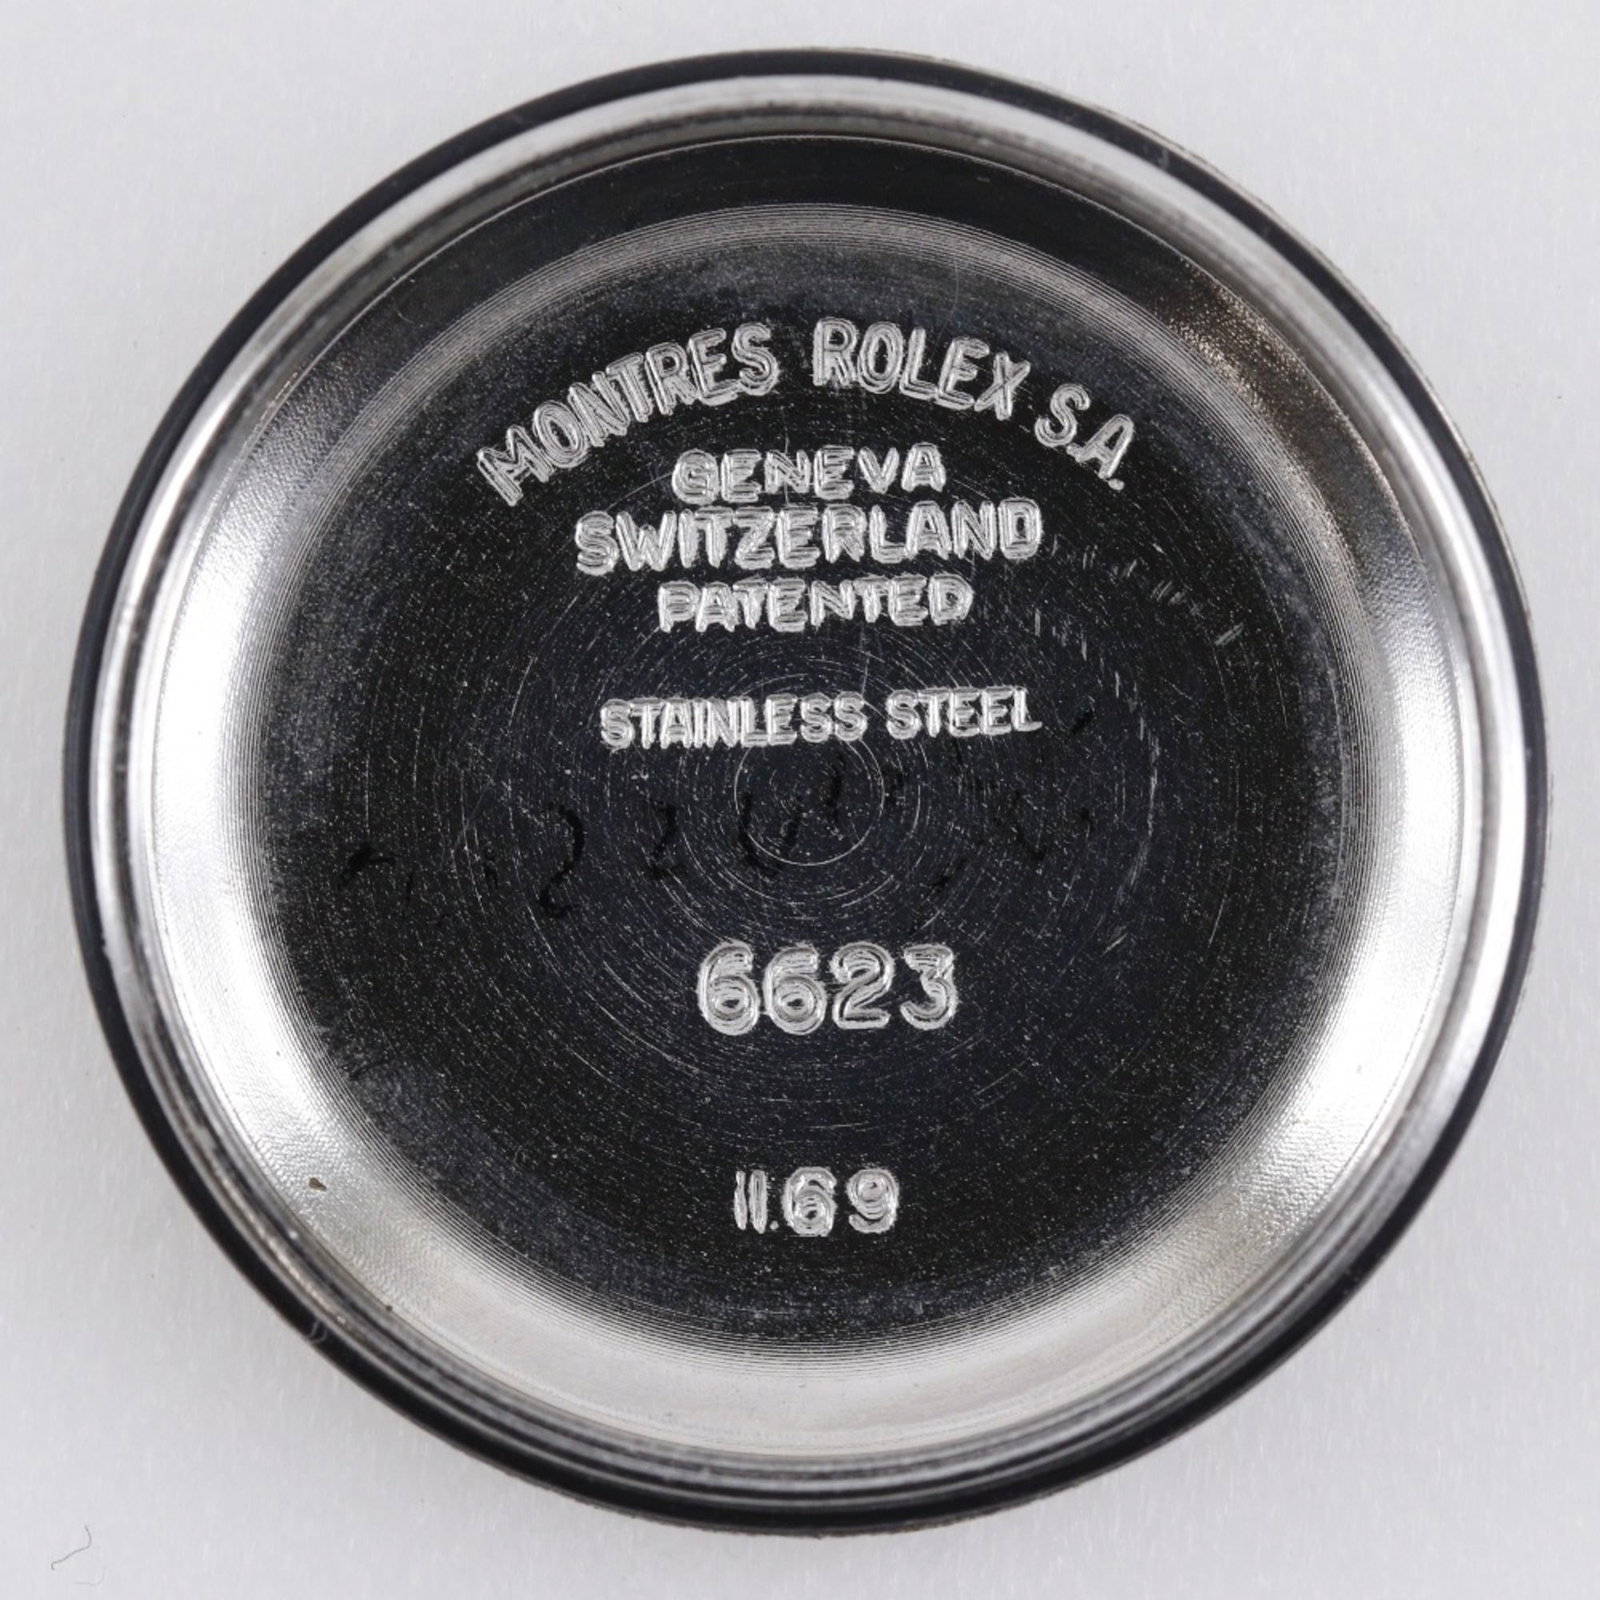 MONTRES ROLEX S.A.
GENEVA
SWITZERLAND
PATENTED
STAINLESS STEEL
6623
II.69